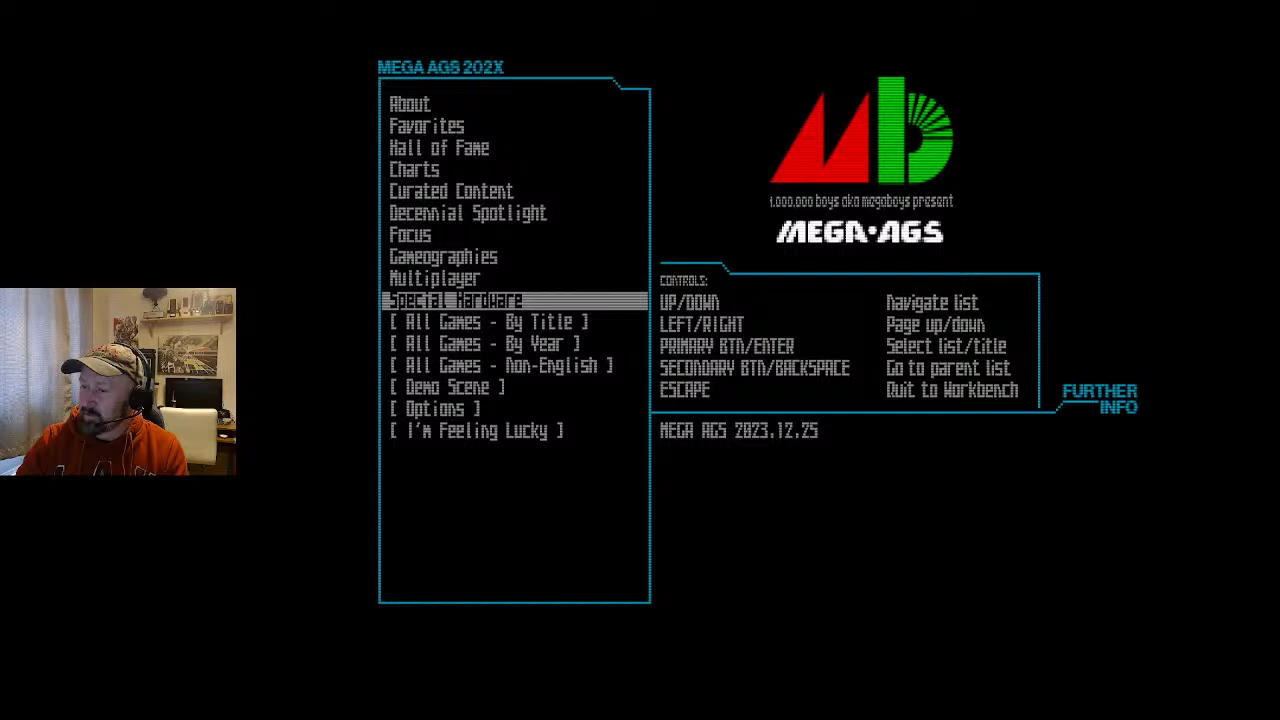 MEGA AGS 202X
About
Favorites
Hall of Fame
Charts
Curated Content
Decennial Spotlight
Focus
Gameographies
Multiplayer
Special Hardware
[ All Games - By Title ]
[ All Games - By Year ]
[ All Games - Non-English ]
[ Demo Scene ]
[ Options ]
[ I'm Feeling Lucky ]
1.000.000 boys aka megaboys present
MEGA·AGS
CONTROLS:
UP/DOWN Navigate list
LEFT/RIGHT Page up/down
PRIMARY BTN/ENTER Select list/title
SECONDARY BTN/BACKSPACE Go to parent list
ESCAPE Quit to Workbench
FURTHER
INFO
MEGA AGS 2023.12.25